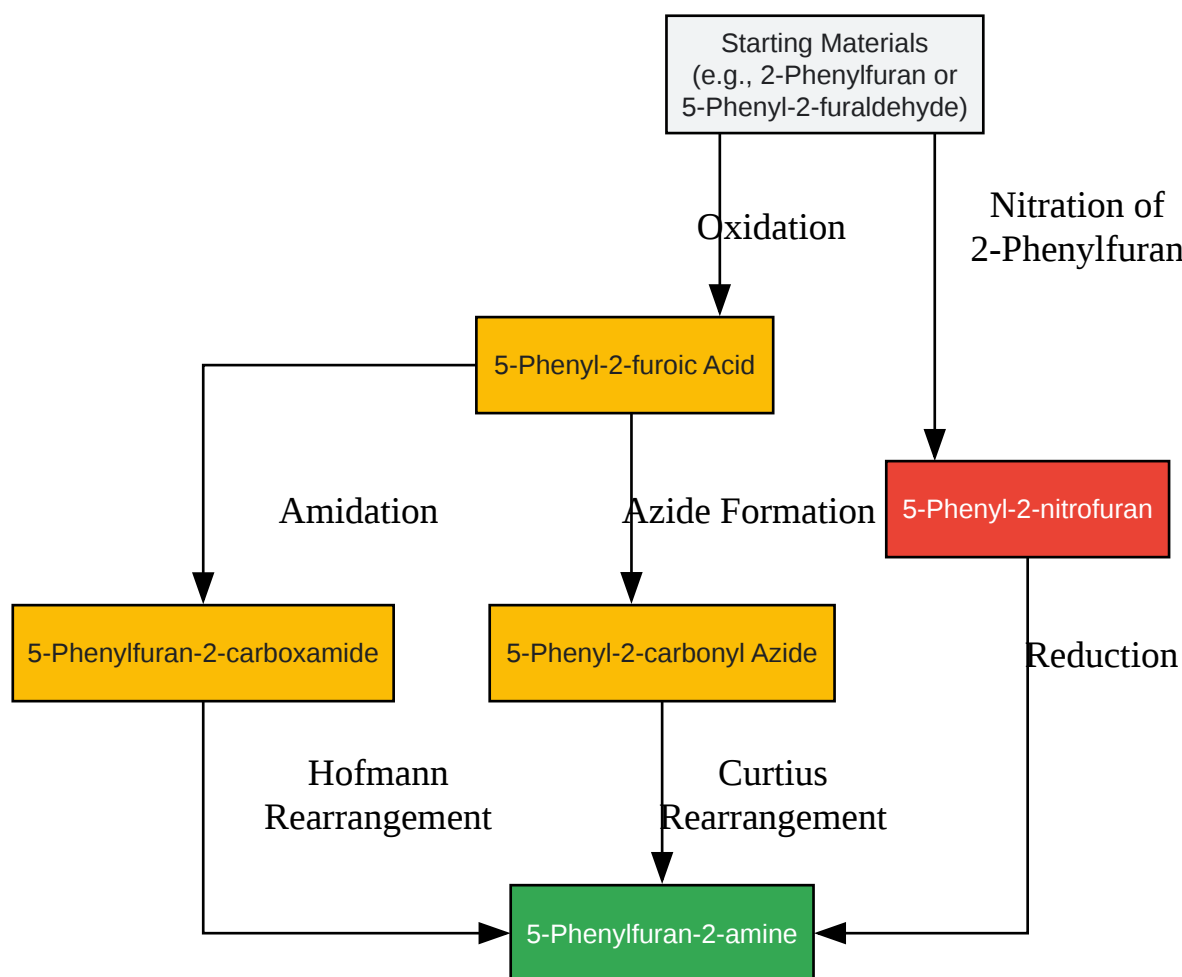 Starting Materials
(e.g., 2-Phenylfuran or
5-Phenyl-2-furaldehyde)
Oxidation
Nitration of
2-Phenylfuran
5-Phenyl-2-furoic Acid
Amidation
Azide Formation
5-Phenyl-2-nitrofuran
5-Phenylfuran-2-carboxamide
5-Phenyl-2-carbonyl Azide
Reduction
Hofmann
Rearrangement
Curtius
Rearrangement
5-Phenylfuran-2-amine